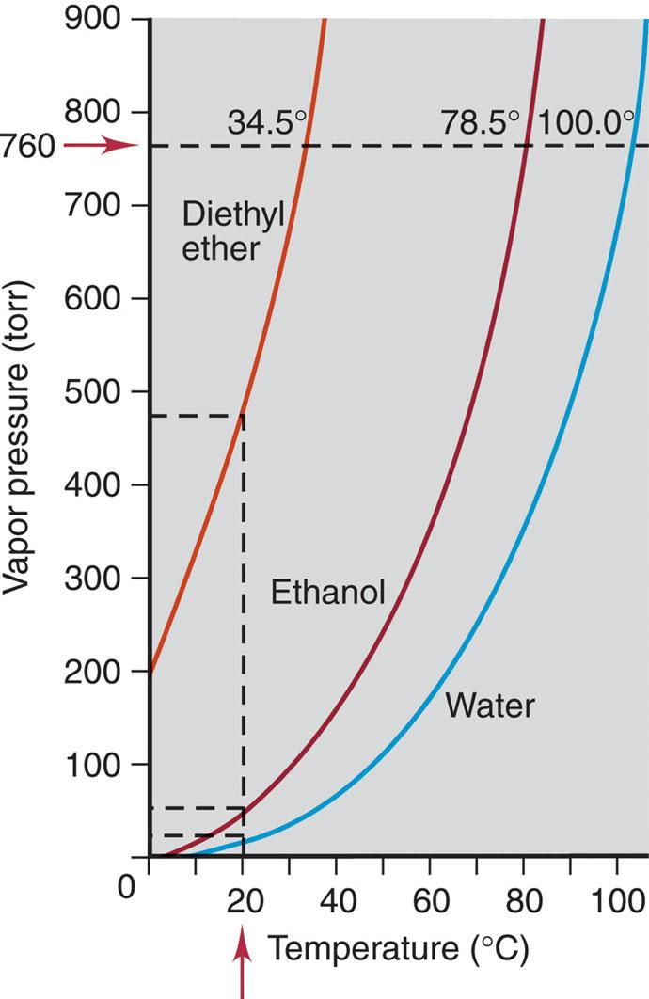 900
800
760
700
600
500
400
300
200
100
0
Vapor pressure (torr)
34.5° 78.5° 100.0°
Diethyl
ether
Ethanol
Water
20 40 60 80 100
Temperature (°C)